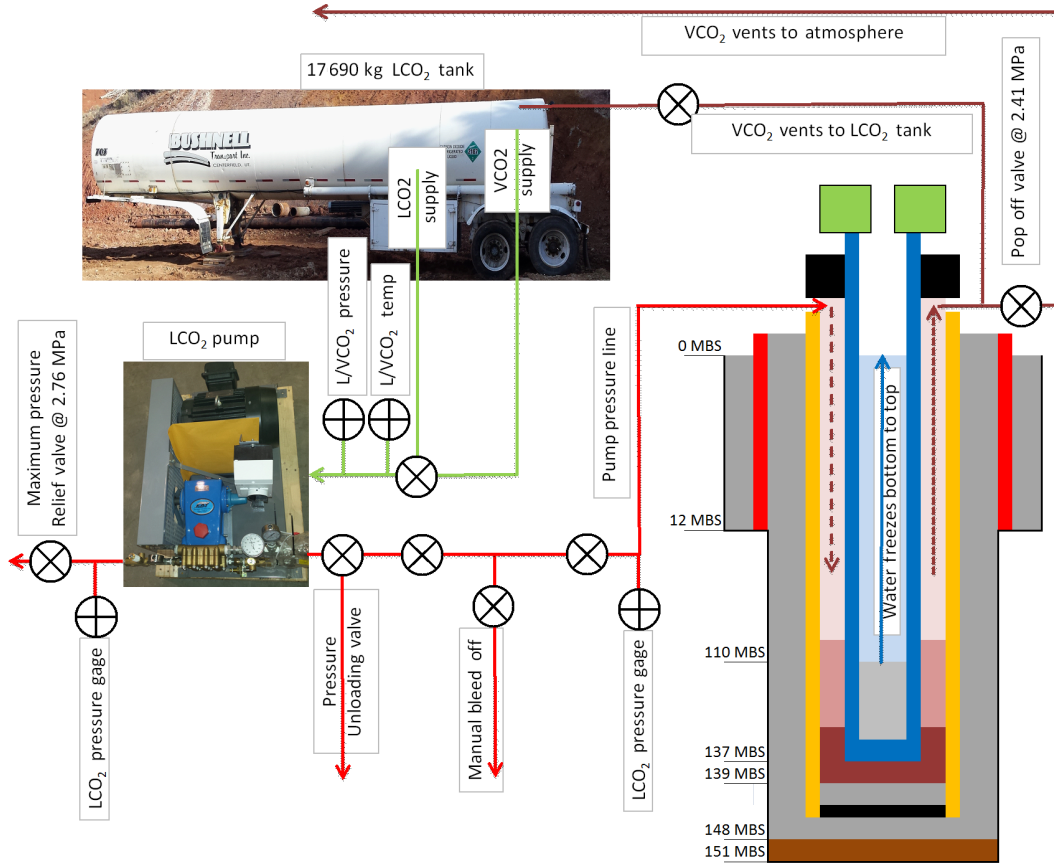 VCO₂ vents to atmosphere
17 690 kg LCO₂ tank
BUSHNELL
Transport Inc.
CENTERFIELD, UT
VCO₂ vents to LCO₂ tank
Pop off valve @ 2.41 MPa
LCO2
supply
VCO2
supply
L/VCO₂ pressure
L/VCO₂ temp
LCO₂ pump
Pump pressure line
Maximum pressure
Relief valve @ 2.76 MPa
0 MBS
12 MBS
Water freezes bottom to top
LCO₂ pressure gage
Pressure
Unloading valve
Manual bleed off
LCO₂ pressure gage
110 MBS
137 MBS
139 MBS
148 MBS
151 MBS